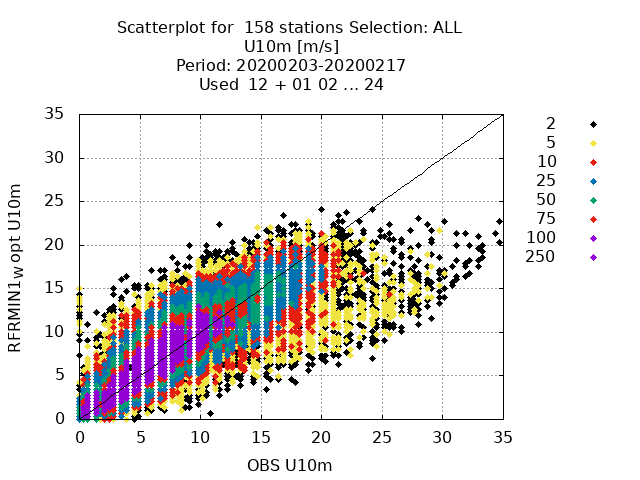 Scatterplot for  158 stations Selection: ALL
U10m [m/s]
Period: 20200203-20200217
Used  12 + 01 02 ... 24
35
30
25
20
15
10
5
0
RFRMIN1W opt U10m
0 5 10 15 20 25 30 35
OBS U10m
2
5
10
25
50
75
100
250